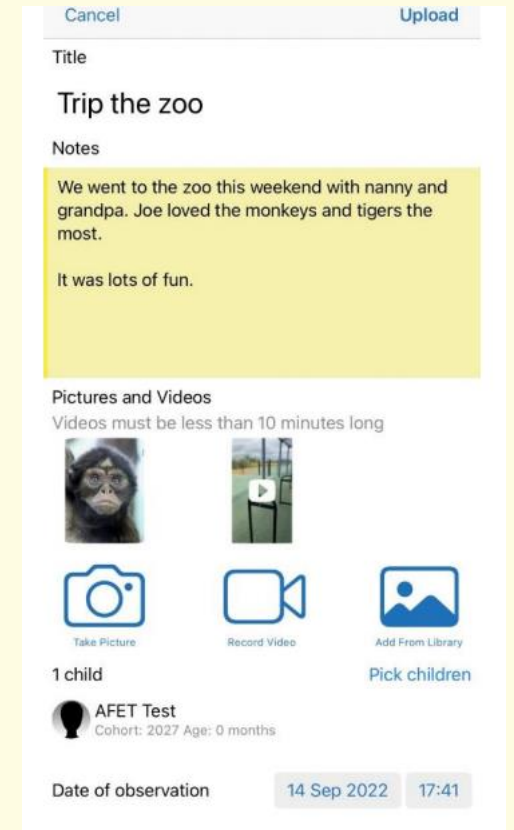 Cancel Upload
Title
Trip the zoo
Notes
We went to the zoo this weekend with nanny and
grandpa. Joe loved the monkeys and tigers the
most.
It was lots of fun.
Pictures and Videos
Videos must be less than 10 minutes long
Take Picture Record Video Add From Library
1 child Pick children
AFET Test
Cohort: 2027 Age: 0 months
Date of observation 14 Sep 2022 17:41